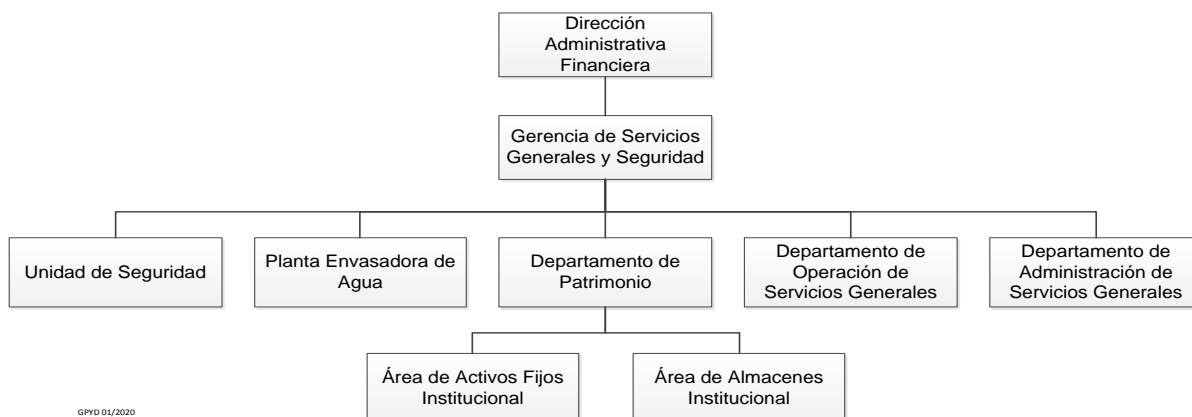 Dirección
Administrativa
Financiera
Gerencia de Servicios
Generales y Seguridad
Unidad de Seguridad
Planta Envasadora de
Agua
Departamento de
Patrimonio
Departamento de
Operación de
Servicios Generales
Departamento de
Administración de
Servicios Generales
Área de Activos Fijos
Institucional
Área de Almacenes
Institucional
GPYD 01/2020